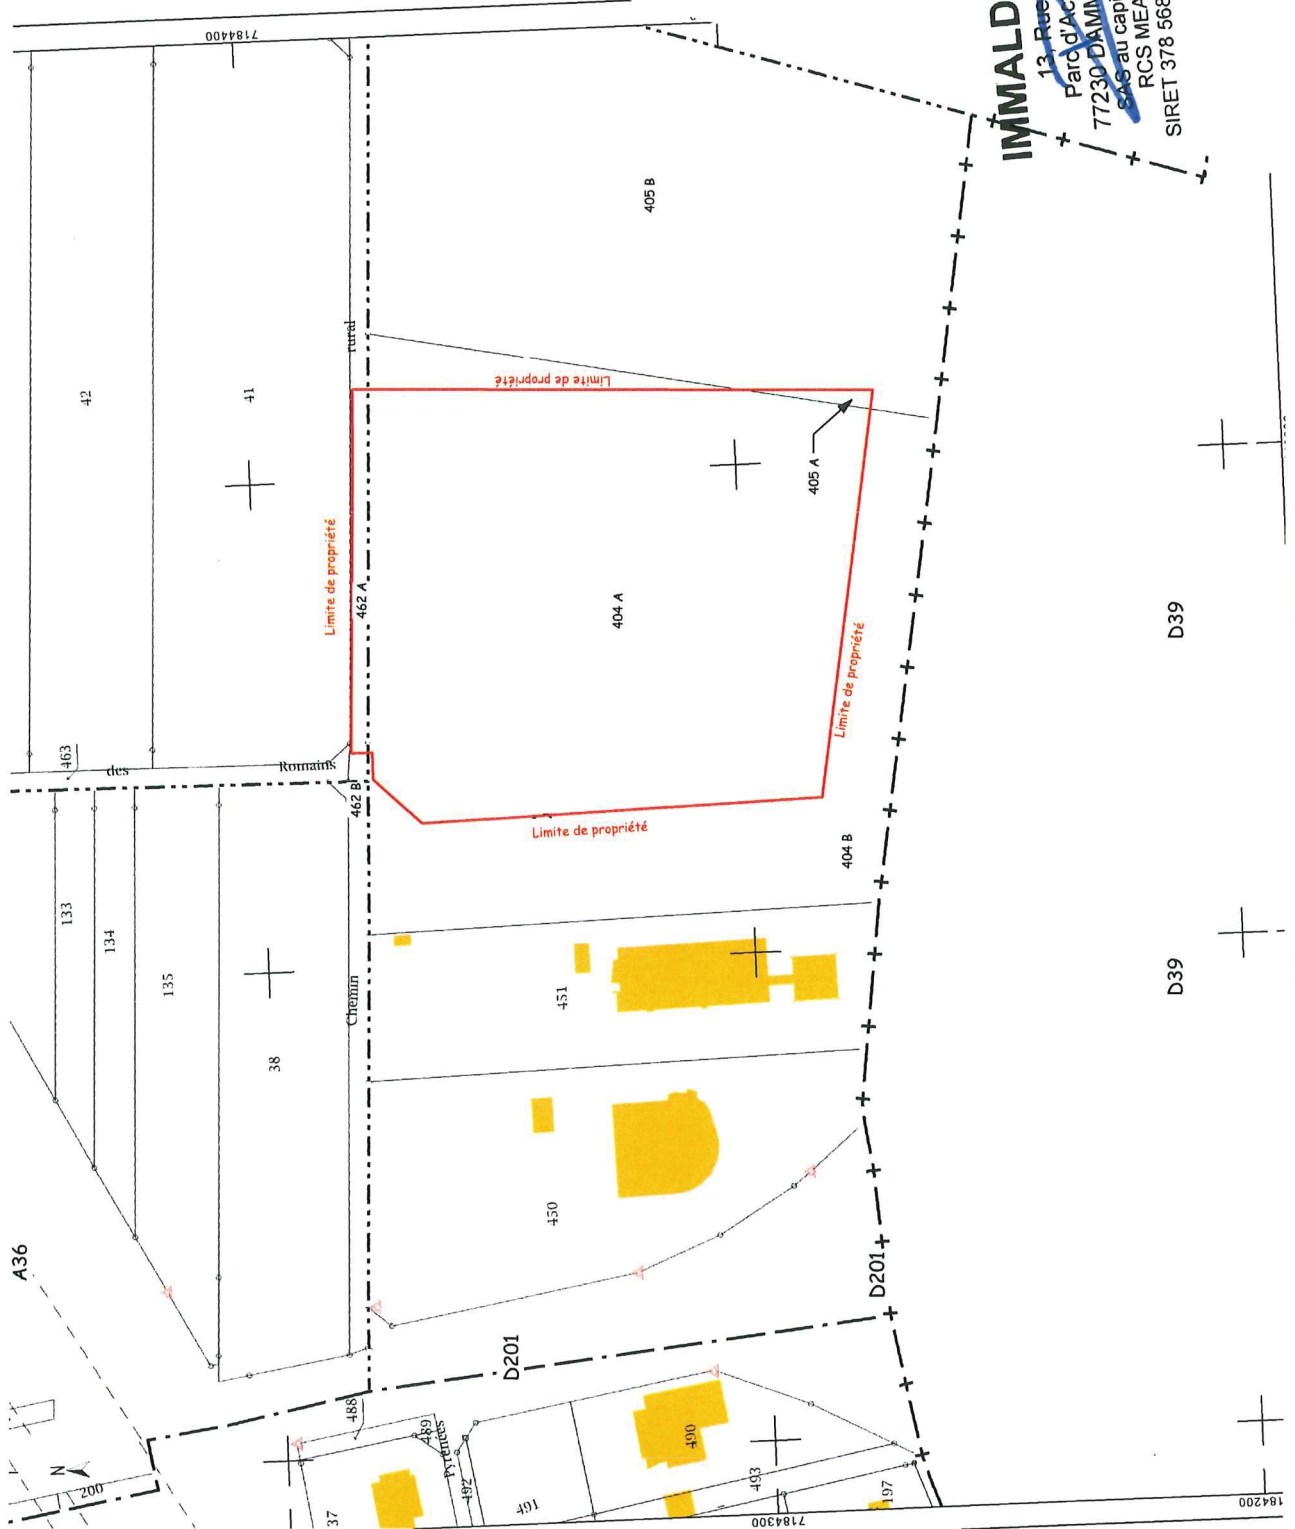 7184400
IMMALD
13, Rue
Parc d'Ac
77230 DAMM
SAS au capi
RCS MEA
SIRET 378 568
42
41
rural
405 B
Limite de propriété
405 A
Limite de propriété
462 A
404 A
Limite de propriété
D39
463
des
Romains
462 B
Limite de propriété
404 B
133
134
135
38
Chemin
451
D39
450
A36
D201
D201
N
200
488
489
Pyrénées
492
491
490
493
197
37
7184300
184200